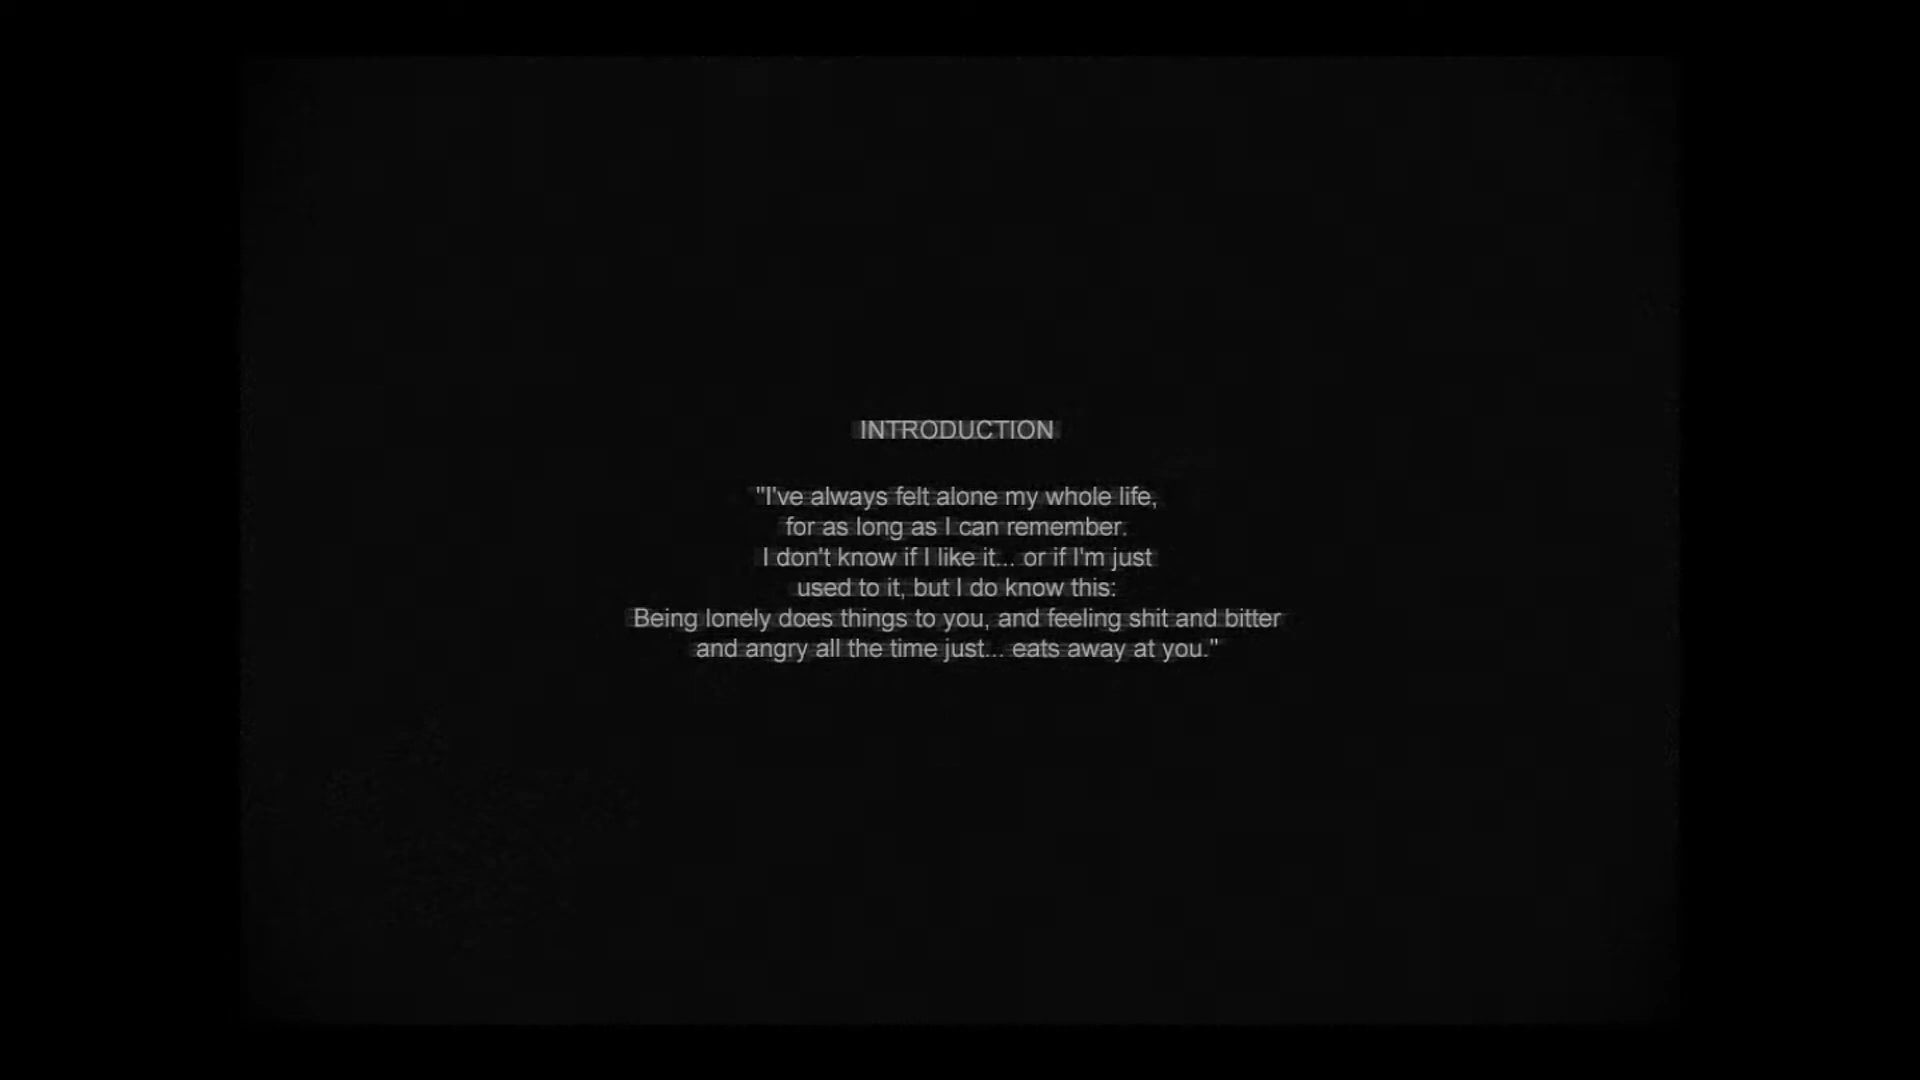 INTRODUCTION
"I've always felt alone my whole life,
for as long as I can remember.
I don't know if I like it... or if I'm just
used to it, but I do know this:
Being lonely does things to you, and feeling shit and bitter
and angry all the time just... eats away at you."